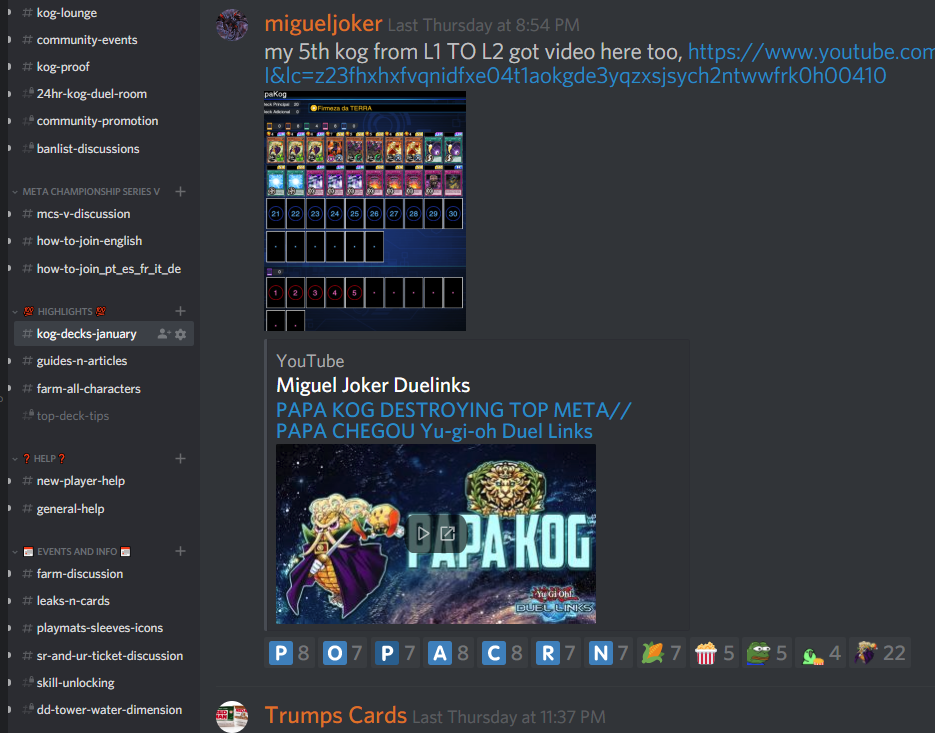 kog-lounge
community-events
kog-proof
24hr-kog-duel-room
community-promotion
banlist-discussions
META CHAMPIONSHIP SERIES V
mcs-v-discussion
how-to-join-english
how-to-join_pt_es_fr_it_de
HIGHLIGHTS
kog-decks-january
guides-n-articles
farm-all-characters
top-deck-tips
HELP
new-player-help
general-help
EVENTS AND INFO
farm-discussion
leaks-n-cards
playmats-sleeves-icons
sr-and-ur-ticket-discussion
skill-unlocking
dd-tower-water-dimension
migueljoker Last Thursday at 8:54 PM
my 5th kog from L1 TO L2 got video here too, https://www.youtube.com
l&lc=z23fhxhxfvqnidfxe04t1aokgde3yqzxsjsych2ntwwfrk0h00410
paKog
eck Principal 20
eck Adicional 0
Firmeza da TERRA
21 22 23 24 25 26 27 28 29 30
1 2 3 4 5
YouTube
Miguel Joker Duelinks
PAPA KOG DESTROYING TOP META//
PAPA CHEGOU Yu-gi-oh Duel Links
PAPA KOG
Yu-Gi-Oh!
DUEL LINKS
P 8 O 7 P 7 A 8 C 8 R 7 N 7 7 5 5 4 22
Trumps Cards Last Thursday at 11:37 PM